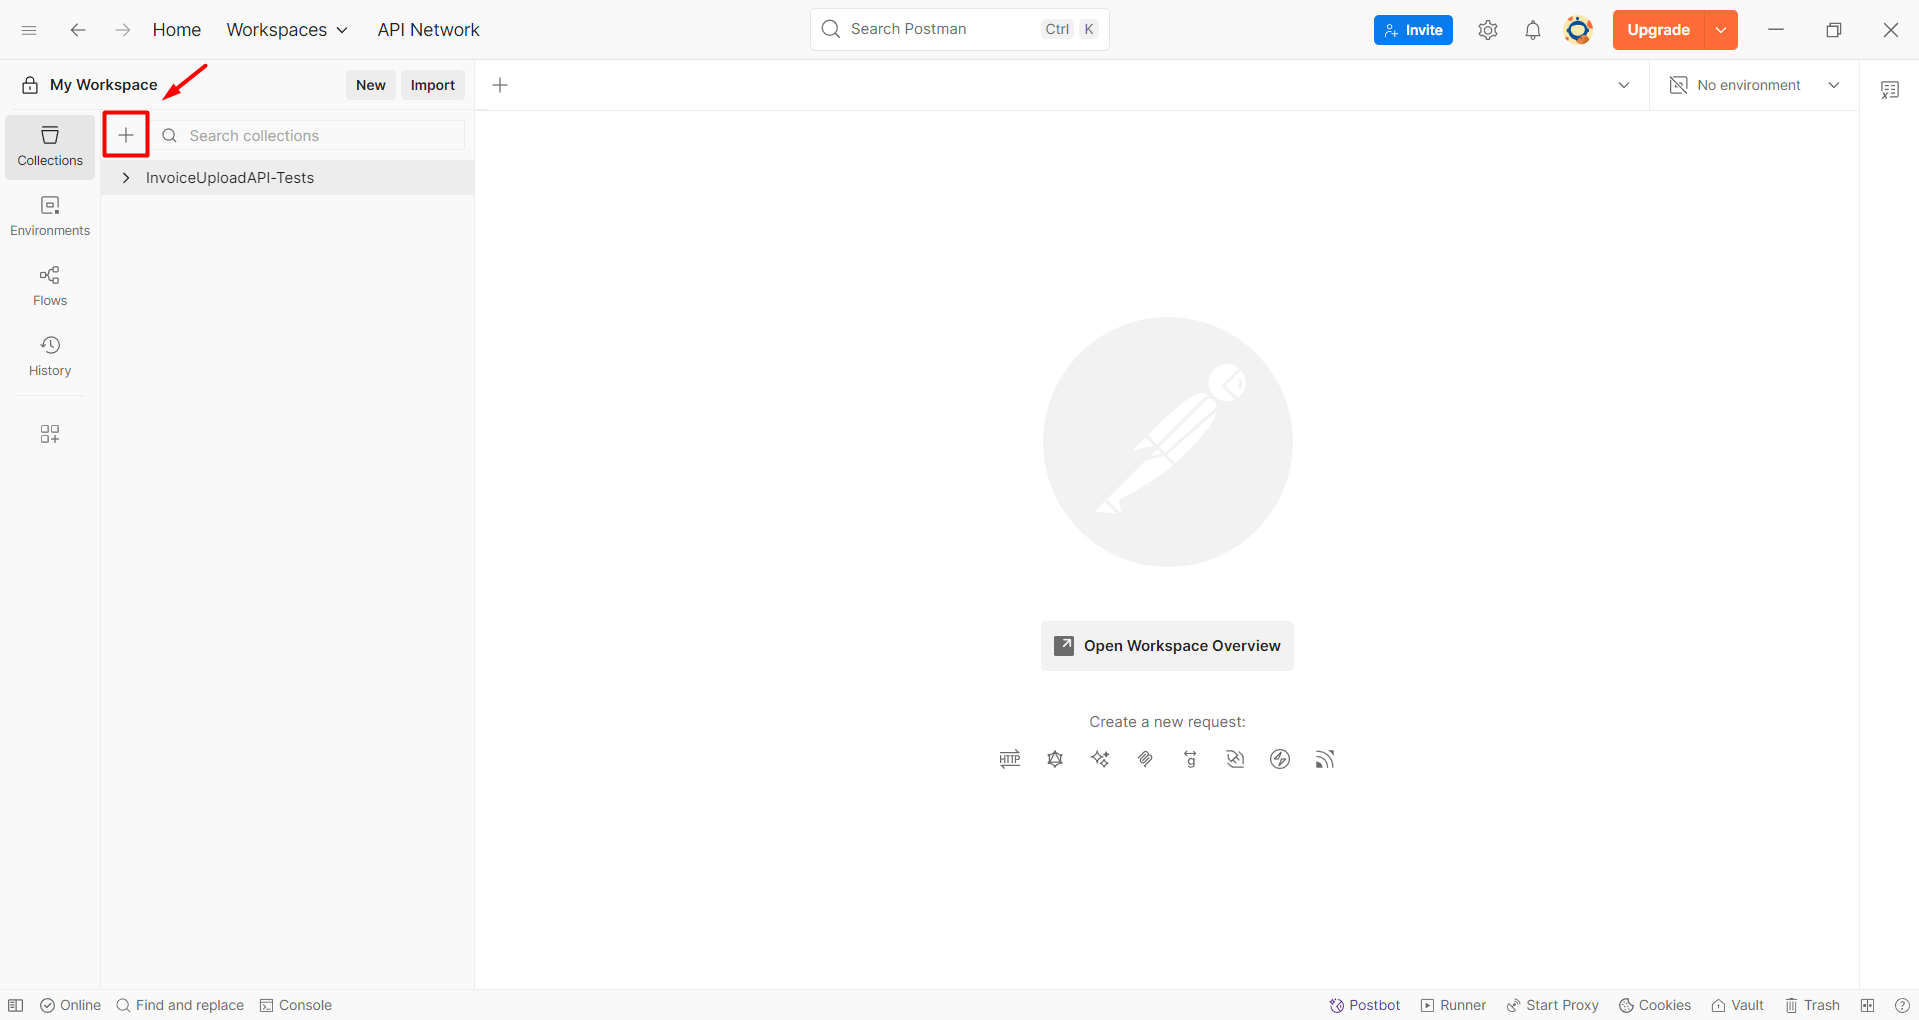 Home
Workspaces
API Network
Search Postman
Ctrl K
Invite
Upgrade
My Workspace
New
Import
No environment
Search collections
Collections
InvoiceUploadAPI-Tests
Environments
Flows
History
Open Workspace Overview
Create a new request:
HTTP
g
Online
Find and replace
Console
Postbot
Runner
Start Proxy
Cookies
Vault
Trash